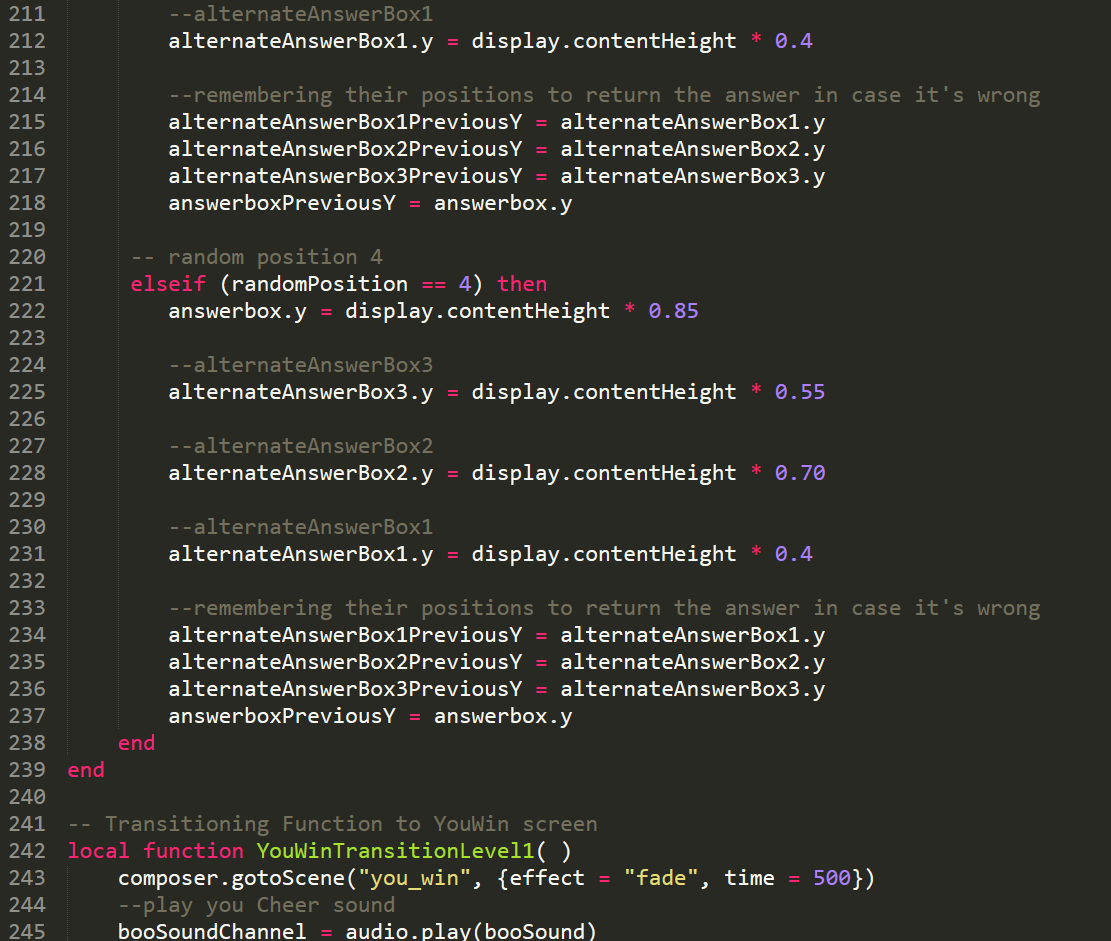 211 --alternateAnswerBox1
212 alternateAnswerBox1.y = display.contentHeight * 0.4
213
214 --remembering their positions to return the answer in case it's wrong
215 alternateAnswerBox1PreviousY = alternateAnswerBox1.y
216 alternateAnswerBox2PreviousY = alternateAnswerBox2.y
217 alternateAnswerBox3PreviousY = alternateAnswerBox3.y
218 answerboxPreviousY = answerbox.y
219
220 -- random position 4
221 elseif (randomPosition == 4) then
222 answerbox.y = display.contentHeight * 0.85
223
224 --alternateAnswerBox3
225 alternateAnswerBox3.y = display.contentHeight * 0.55
226
227 --alternateAnswerBox2
228 alternateAnswerBox2.y = display.contentHeight * 0.70
229
230 --alternateAnswerBox1
231 alternateAnswerBox1.y = display.contentHeight * 0.4
232
233 --remembering their positions to return the answer in case it's wrong
234 alternateAnswerBox1PreviousY = alternateAnswerBox1.y
235 alternateAnswerBox2PreviousY = alternateAnswerBox2.y
236 alternateAnswerBox3PreviousY = alternateAnswerBox3.y
237 answerboxPreviousY = answerbox.y
238 end
239 end
240
241 -- Transitioning Function to YouWin screen
242 local function YouWinTransitionLevel1( )
243 composer.gotoScene("you_win", {effect = "fade", time = 500})
244 --play you Cheer sound
245 booSoundChannel = audio.play(booSound)